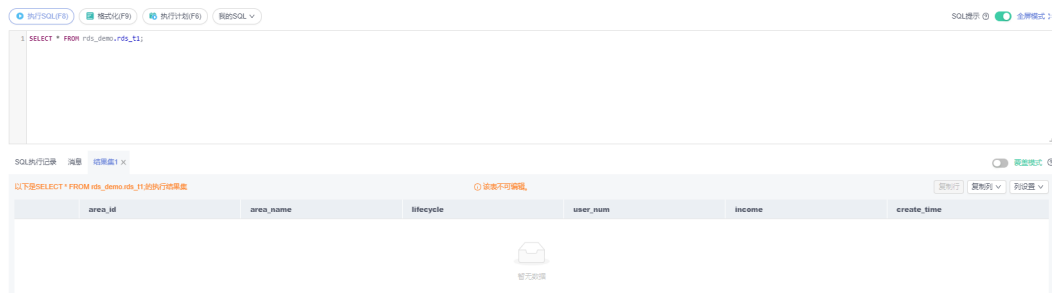 执行SQL(F8) 格式化(F9) 执行计划(F6) 我的SQL SQL提示 全屏模式
1 SELECT * FROM rds_demo.rds_t1;
SQL执行记录 消息 结果集1 × 覆盖模式
以下是SELECT * FROM rds_demo.rds_t1;的执行结果集 该表不可编辑。 复制行 复制列 列设置
area_id area_name lifecycle user_num income create_time
暂无数据